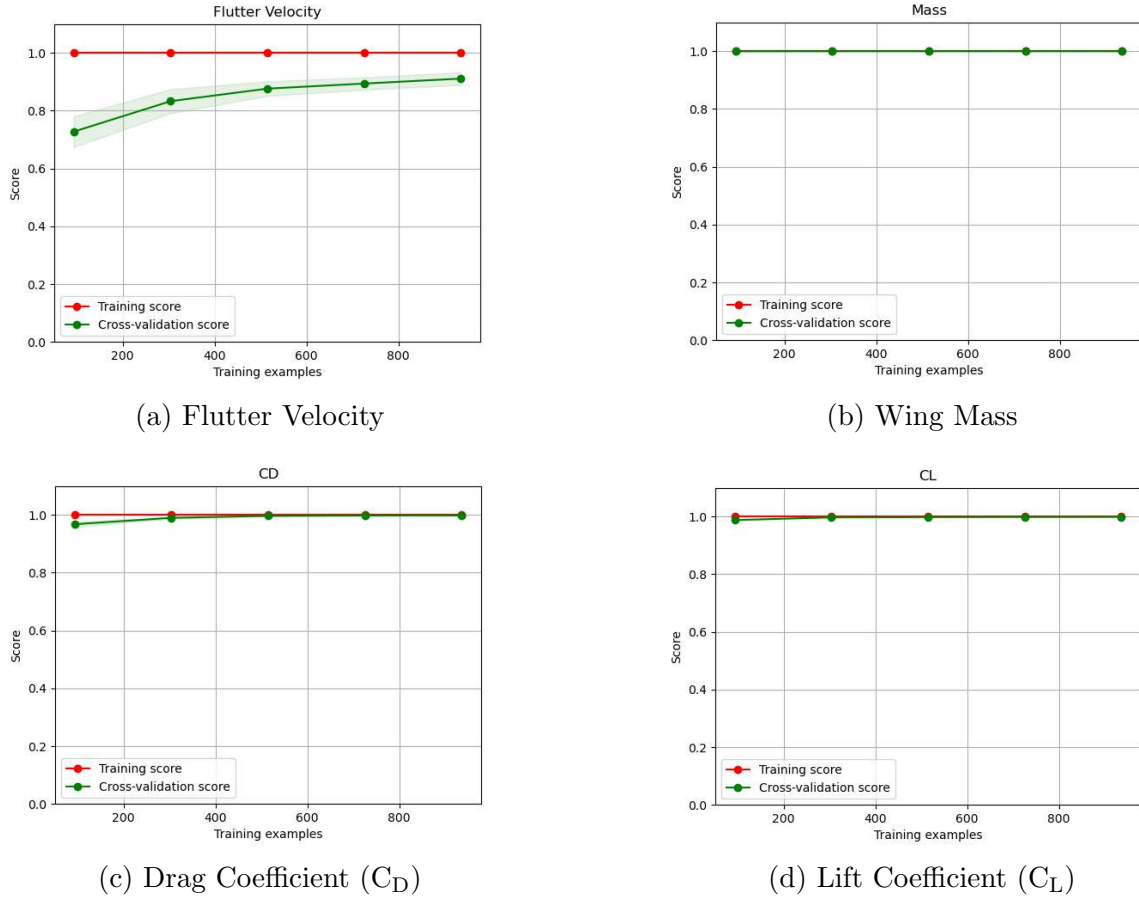 Flutter Velocity
1.0
0.8
0.6
0.4
0.2
0.0
Score
Training score
Cross-validation score
200
400
600
800
Training examples
(a) Flutter Velocity
Mass
1.0
0.8
0.6
0.4
0.2
0.0
Score
Training score
Cross-validation score
200
400
600
800
Training examples
(b) Wing Mass
CD
1.0
0.8
0.6
0.4
0.2
0.0
Score
Training score
Cross-validation score
200
400
600
800
Training examples
(c) Drag Coefficient (C_D)
CL
1.0
0.8
0.6
0.4
0.2
0.0
Score
Training score
Cross-validation score
200
400
600
800
Training examples
(d) Lift Coefficient (C_L)